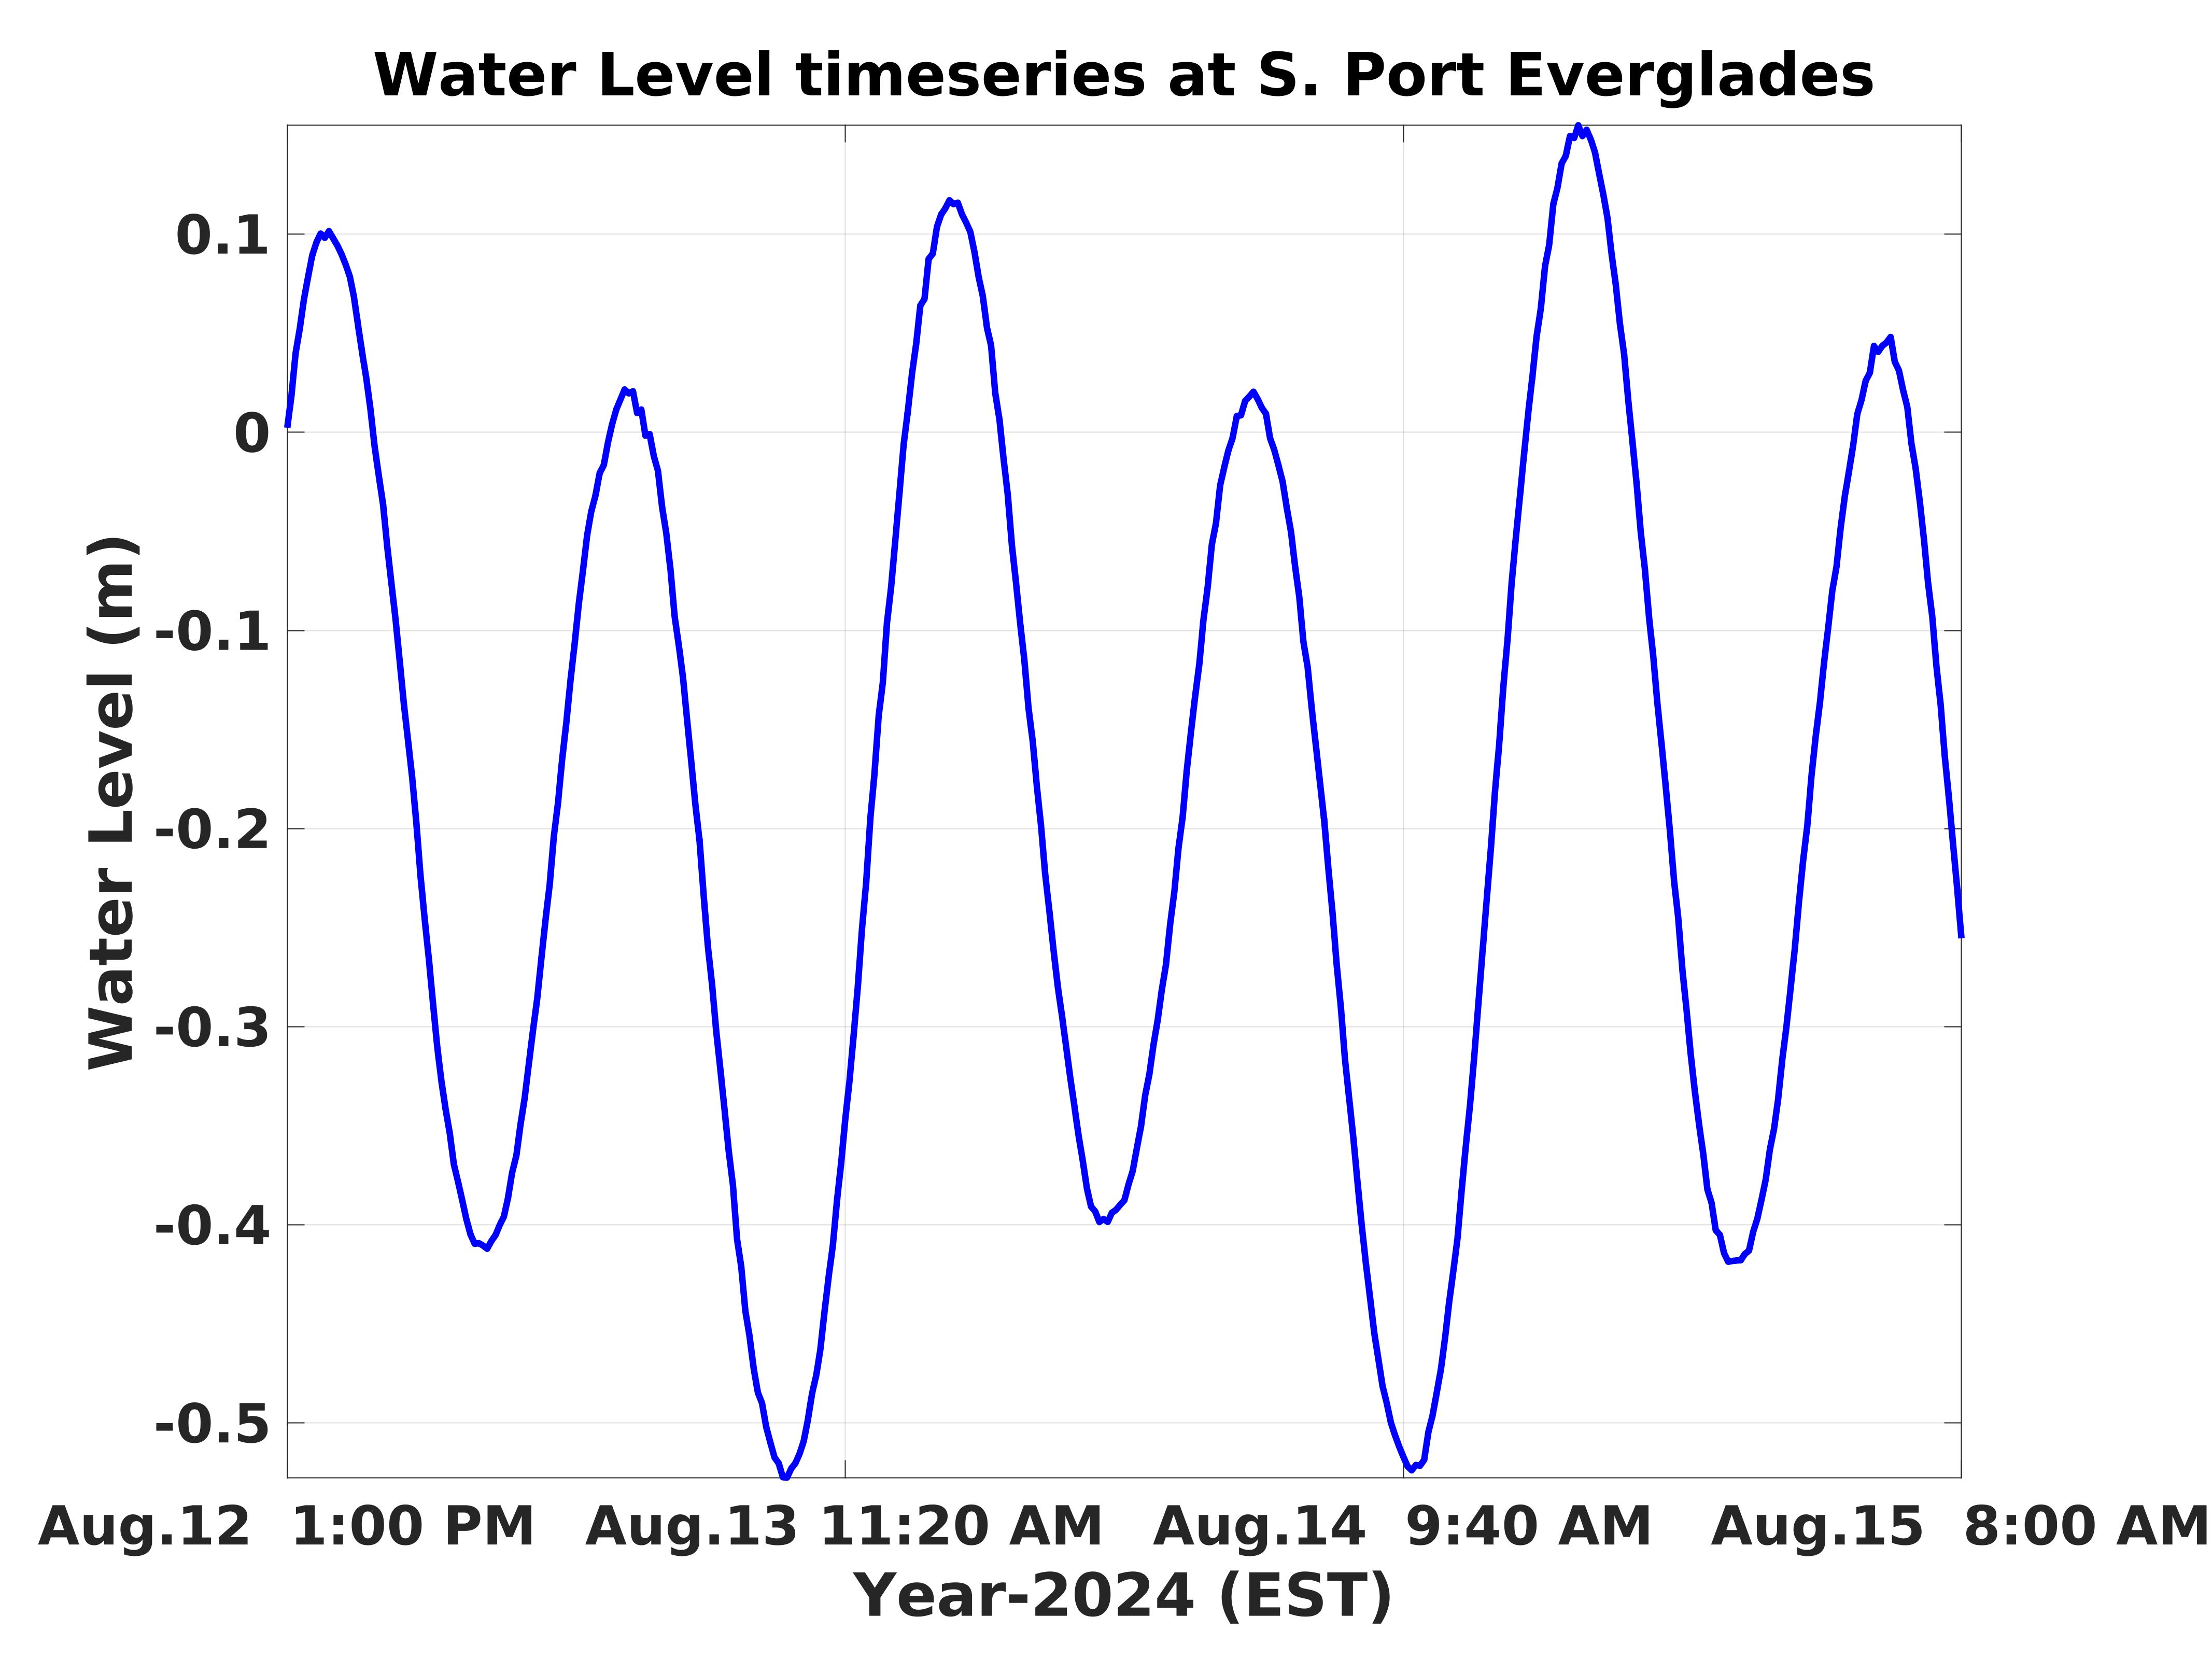 Water Level timeseries at S. Port Everglades
0.1
0
-0.1
-0.2
-0.3
-0.4
-0.5
Water Level (m)
Aug.12 1:00 PM Aug.13 11:20 AM Aug.14 9:40 AM Aug.15 8:00 AM
Year-2024 (EST)